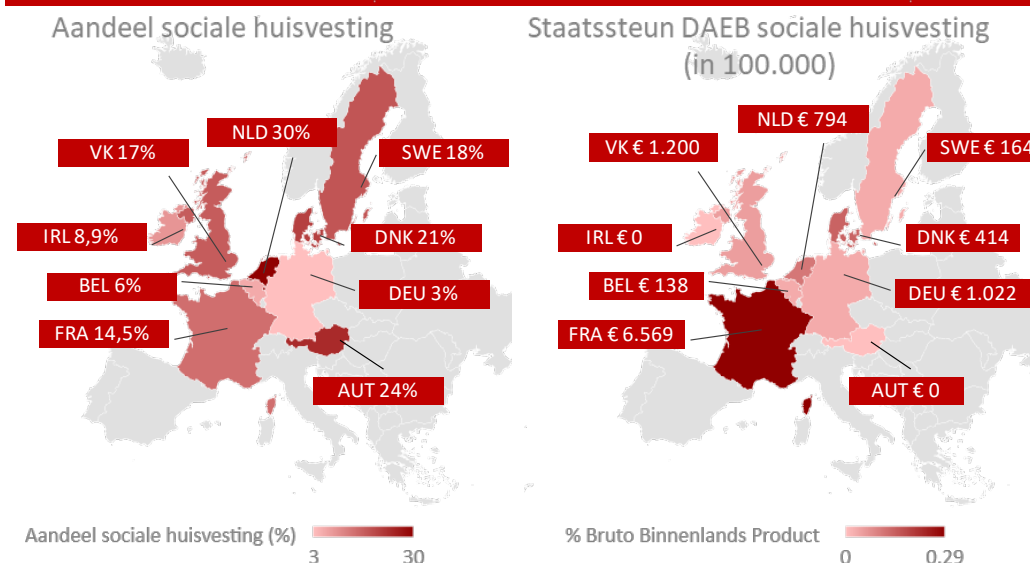 Aandeel sociale huisvesting
NLD 30%
VK 17%
SWE 18%
IRL 8,9%
DNK 21%
BEL 6%
DEU 3%
FRA 14,5%
AUT 24%
Aandeel sociale huisvesting (%)
3
30
Staatssteun DAEB sociale huisvesting
(in 100.000)
NLD € 794
VK € 1.200
SWE € 164
IRL € 0
DNK € 414
BEL € 138
DEU € 1.022
FRA € 6.569
AUT € 0
% Bruto Binnenlands Product
0
0.29